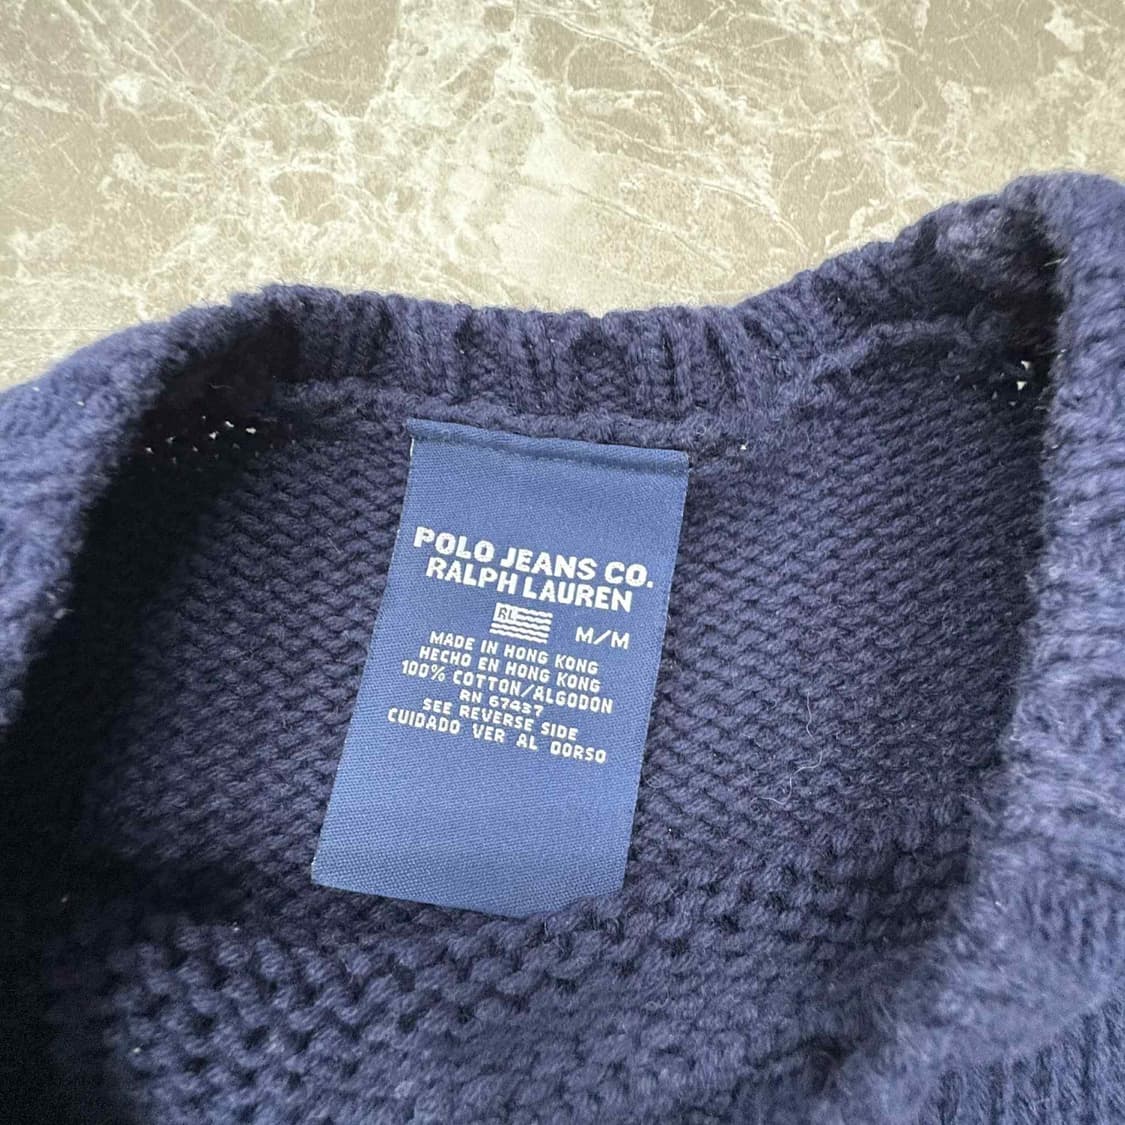 POLO JEANS CO.
RALPH LAUREN
RL M/M
MADE IN HONG KONG
HECHO EN HONG KONG
100% COTTON/ALGODON
RN 67437
SEE REVERSE SIDE
CUIDADO VER AL DORSO